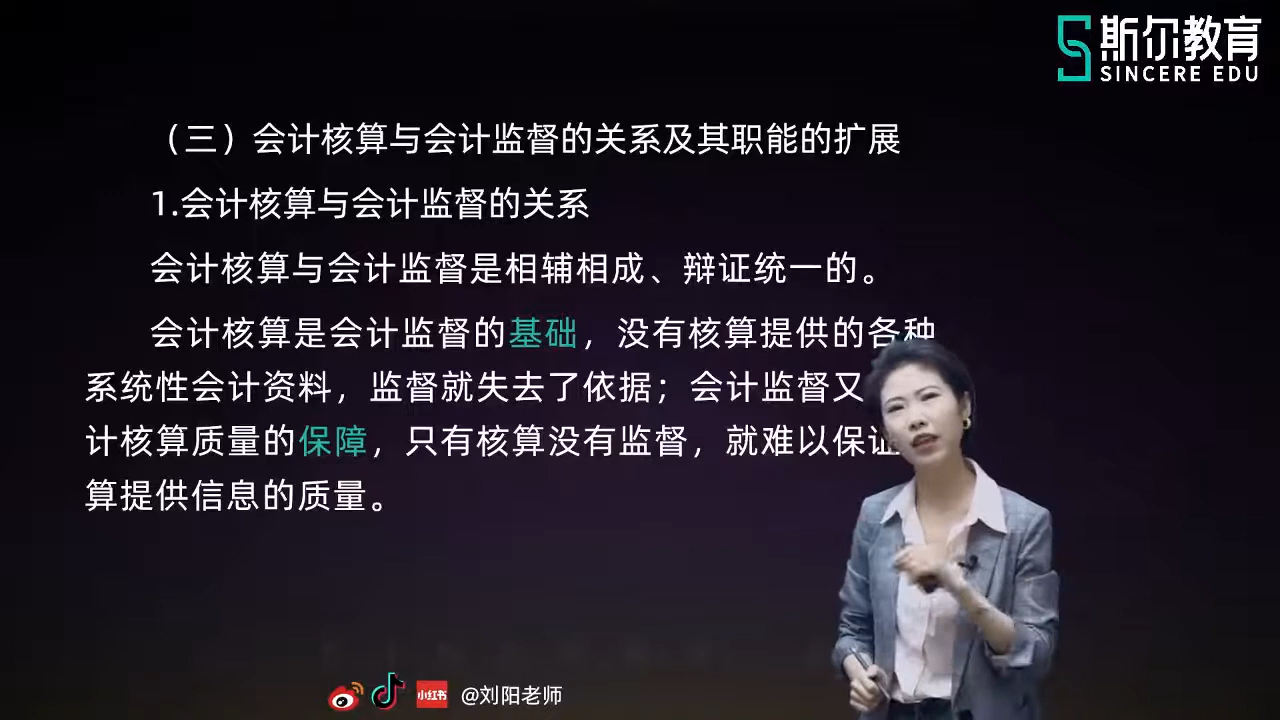 斯尔教育
SINCERE EDU
（三）会计核算与会计监督的关系及其职能的扩展
1.会计核算与会计监督的关系
会计核算与会计监督是相辅相成、辩证统一的。
会计核算是会计监督的基础，没有核算提供的各种
系统性会计资料，监督就失去了依据；会计监督又
计核算质量的保障，只有核算没有监督，就难以保证
算提供信息的质量。
小红书 @刘阳老师